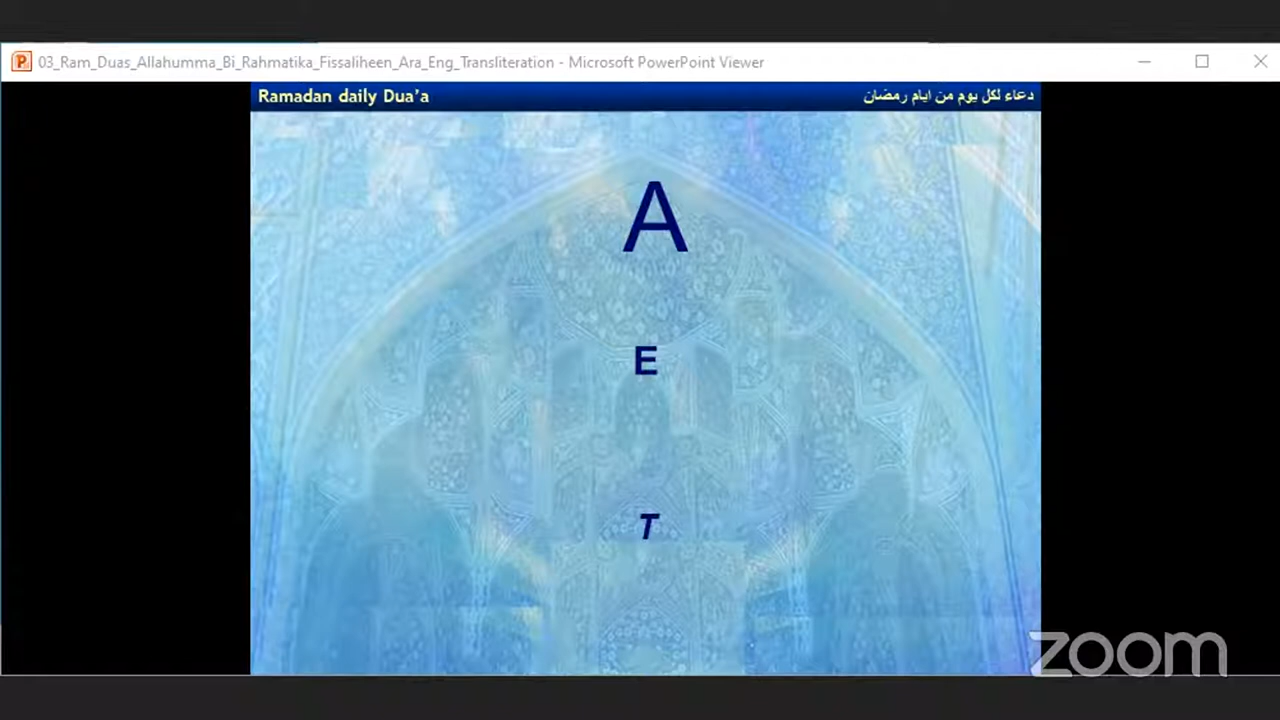 03_Ram_Duas_Allahumma_Bi_Rahmatika_Fissaliheen_Ara_Eng_Transliteration - Microsoft PowerPoint Viewer
Ramadan daily Dua'a
دعاء لكل يوم من ايام رمضان
A
E
T
zoom